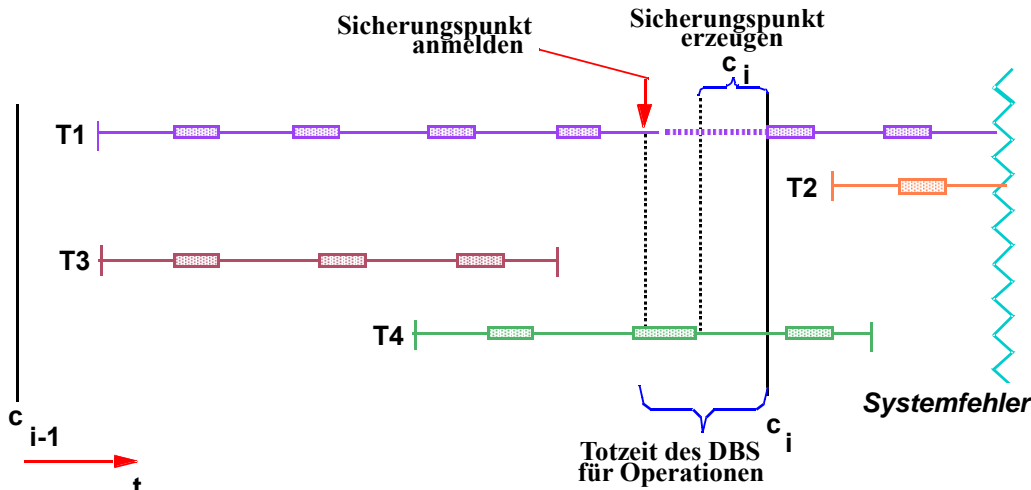 Sicherungspunkt
anmelden
Sicherungspunkt
erzeugen
c i
T1
T2
T3
T4
c i-1
t
Totzeit des DBS
für Operationen
c i
Systemfehler